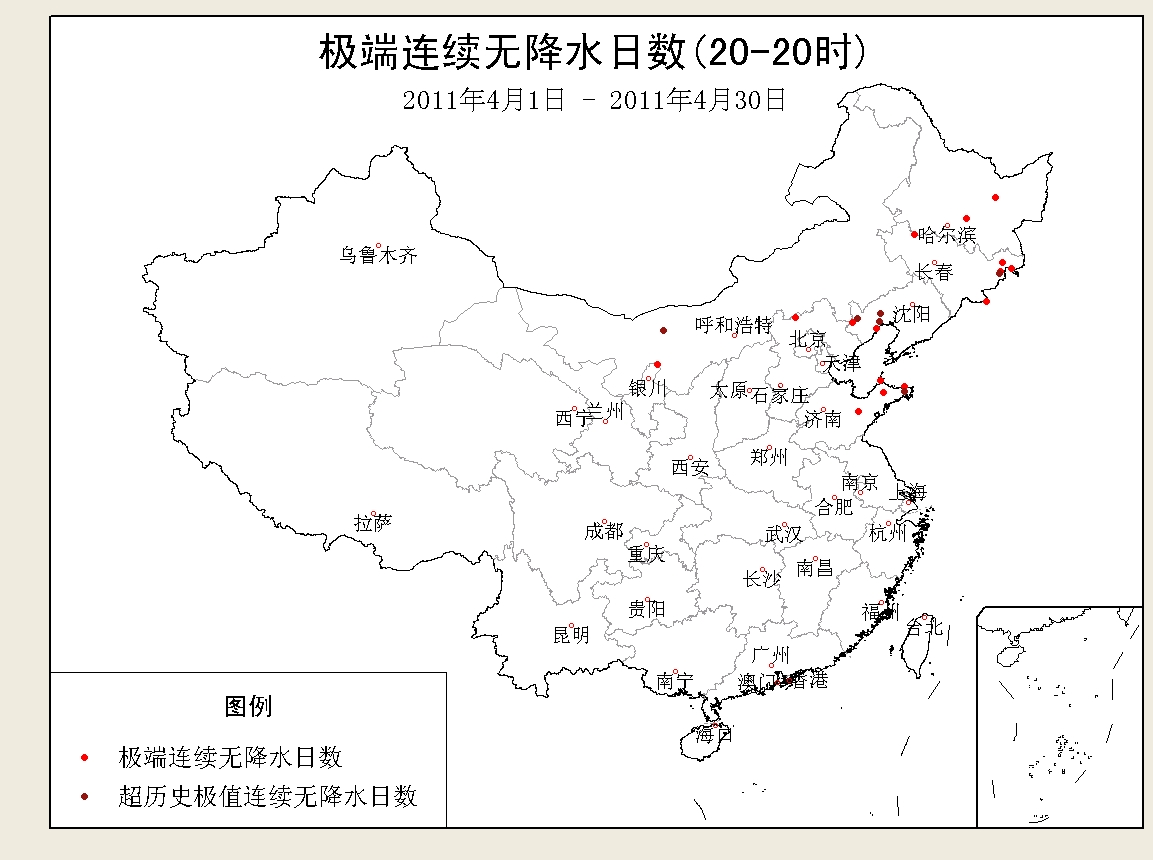 极端连续无降水日数(20-20时)
2011年4月1日 - 2011年4月30日
哈尔滨
乌鲁木齐
长春
沈阳
呼和浩特
北京
天津
银川
太原
石家庄
西宁
兰州
济南
西安
郑州
南京
上海
合肥
拉萨
成都
武汉
杭州
重庆
南昌
长沙
贵阳
福州
台北
昆明
广州
南宁
澳门
香港
海口
图例
极端连续无降水日数
超历史极值连续无降水日数